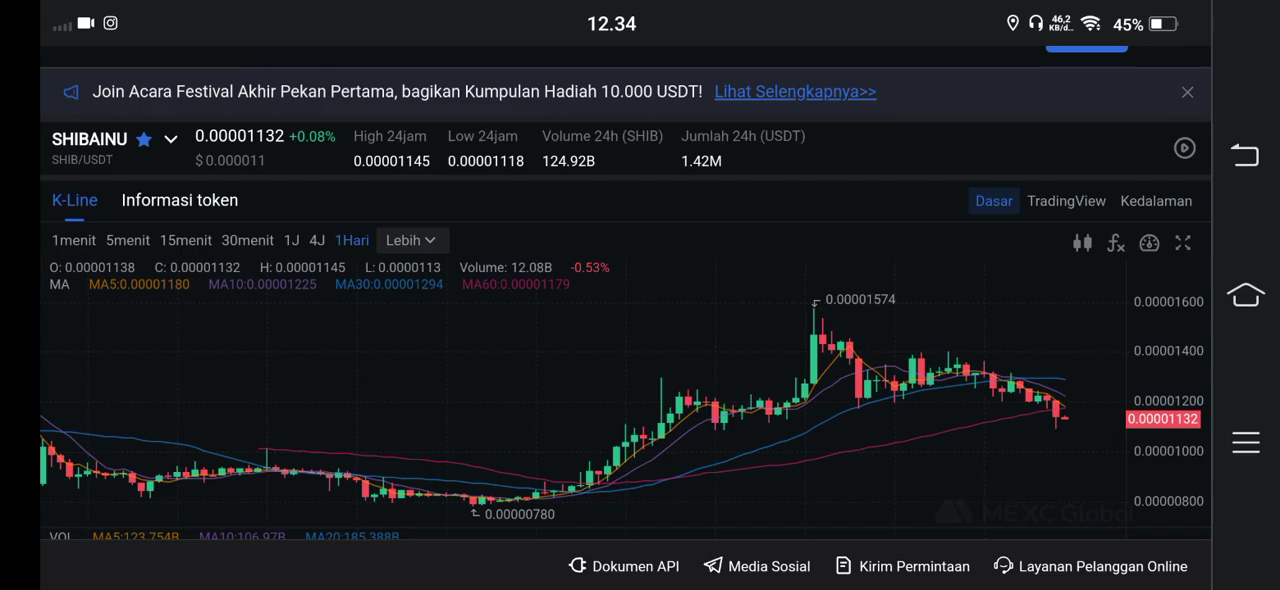 12.34
46,2
KB/d...
45%
Join Acara Festival Akhir Pekan Pertama, bagikan Kumpulan Hadiah 10.000 USDT! Lihat Selengkapnya>>
SHIBAINU 0.00001132 +0.08% High 24jam Low 24jam Volume 24h (SHIB) Jumlah 24h (USDT)
SHIB/USDT $ 0.000011 0.00001145 0.00001118 124.92B 1.42M
K-Line Informasi token Dasar TradingView Kedalaman
1menit 5menit 15menit 30menit 1J 4J 1Hari Lebih
O: 0.00001138 C: 0.00001132 H: 0.00001145 L: 0.0000113 Volume: 12.08B -0.53%
MA MA5:0.00001180 MA10:0.00001225 MA30:0.00001294 MA60:0.00001179
0.00001574
0.00001600
0.00001400
0.00001200
0.00001132
0.00001000
0.00000800
0.00000780
MEXC Global
VOL MA5:123.754B MA10:106.97B MA20:185.388B
Dokumen API Media Sosial Kirim Permintaan Layanan Pelanggan Online